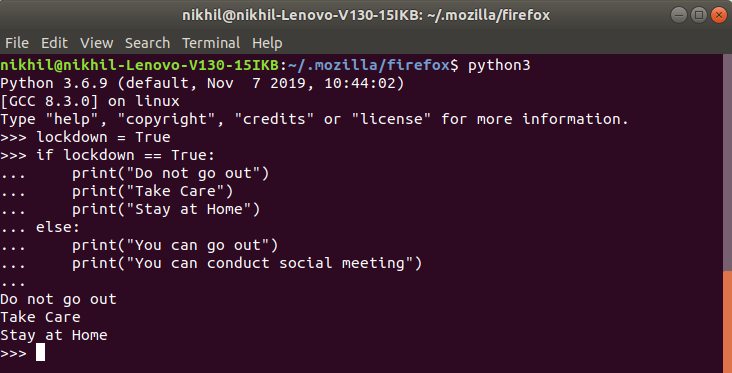 nikhil@nikhil-Lenovo-V130-15IKB: ~/.mozilla/firefox
File Edit View Search Terminal Help
nikhil@nikhil-Lenovo-V130-15IKB:~/.mozilla/firefox$ python3
Python 3.6.9 (default, Nov  7 2019, 10:44:02)
[GCC 8.3.0] on linux
Type "help", "copyright", "credits" or "license" for more information.
>>> lockdown = True
>>> if lockdown == True:
...     print("Do not go out")
...     print("Take Care")
...     print("Stay at Home")
... else:
...     print("You can go out")
...     print("You can conduct social meeting")
...
Do not go out
Take Care
Stay at Home
>>>